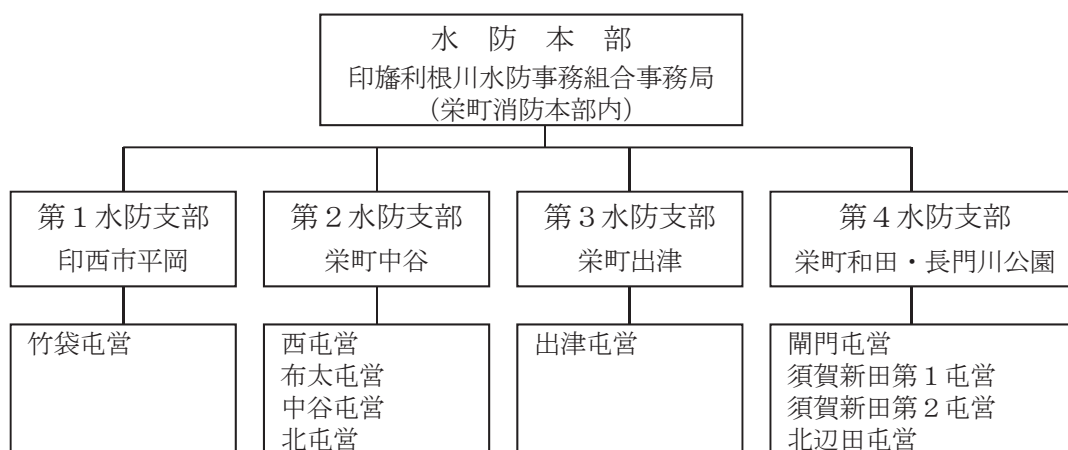 水　防　本　部
印旛利根川水防事務組合事務局
(栄町消防本部内)
第１水防支部
印西市平岡
第２水防支部
栄町中谷
第３水防支部
栄町出津
第４水防支部
栄町和田・長門川公園
竹袋屯営
西屯営
布太屯営
中谷屯営
北屯営
出津屯営
閘門屯営
須賀新田第１屯営
須賀新田第２屯営
北辺田屯営